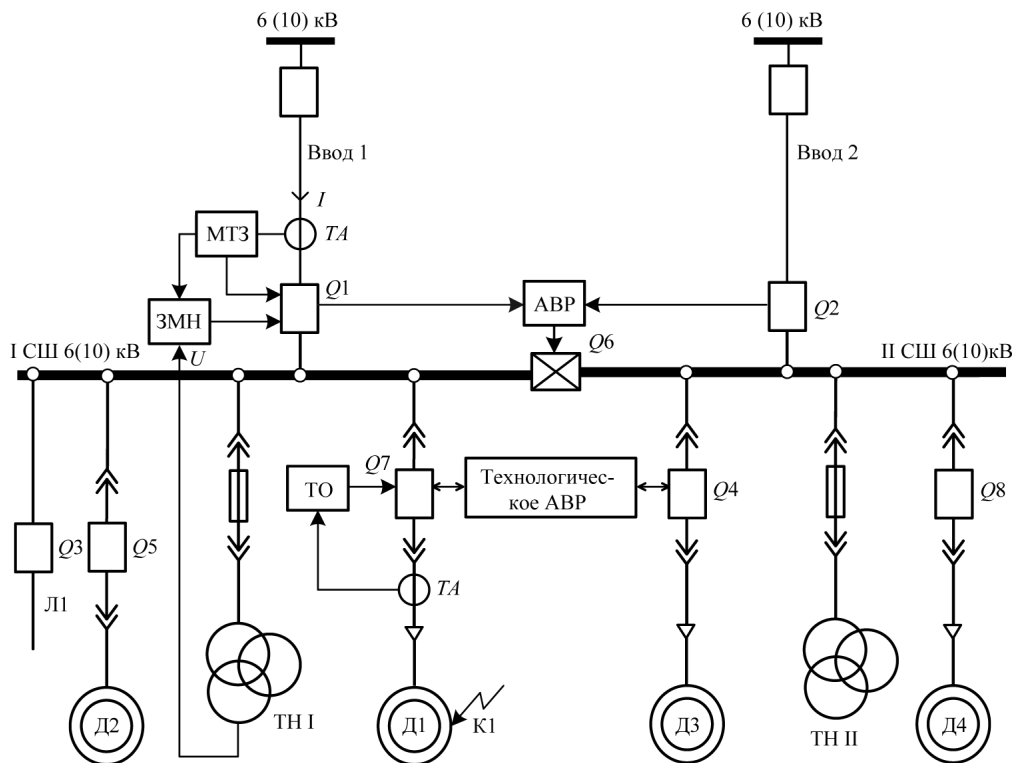 6 (10) кВ
6 (10) кВ
Ввод 1
Ввод 2
I
МТЗ
TA
Q1
АВР
Q2
ЗМН
Q6
I СШ 6(10) кВ
U
II СШ 6(10)кВ
Q7
ТО
Технологичес-
кое АВР
Q4
Q8
Q3
Q5
TA
Л1
Д2
ТН I
Д1
К1
Д3
ТН II
Д4